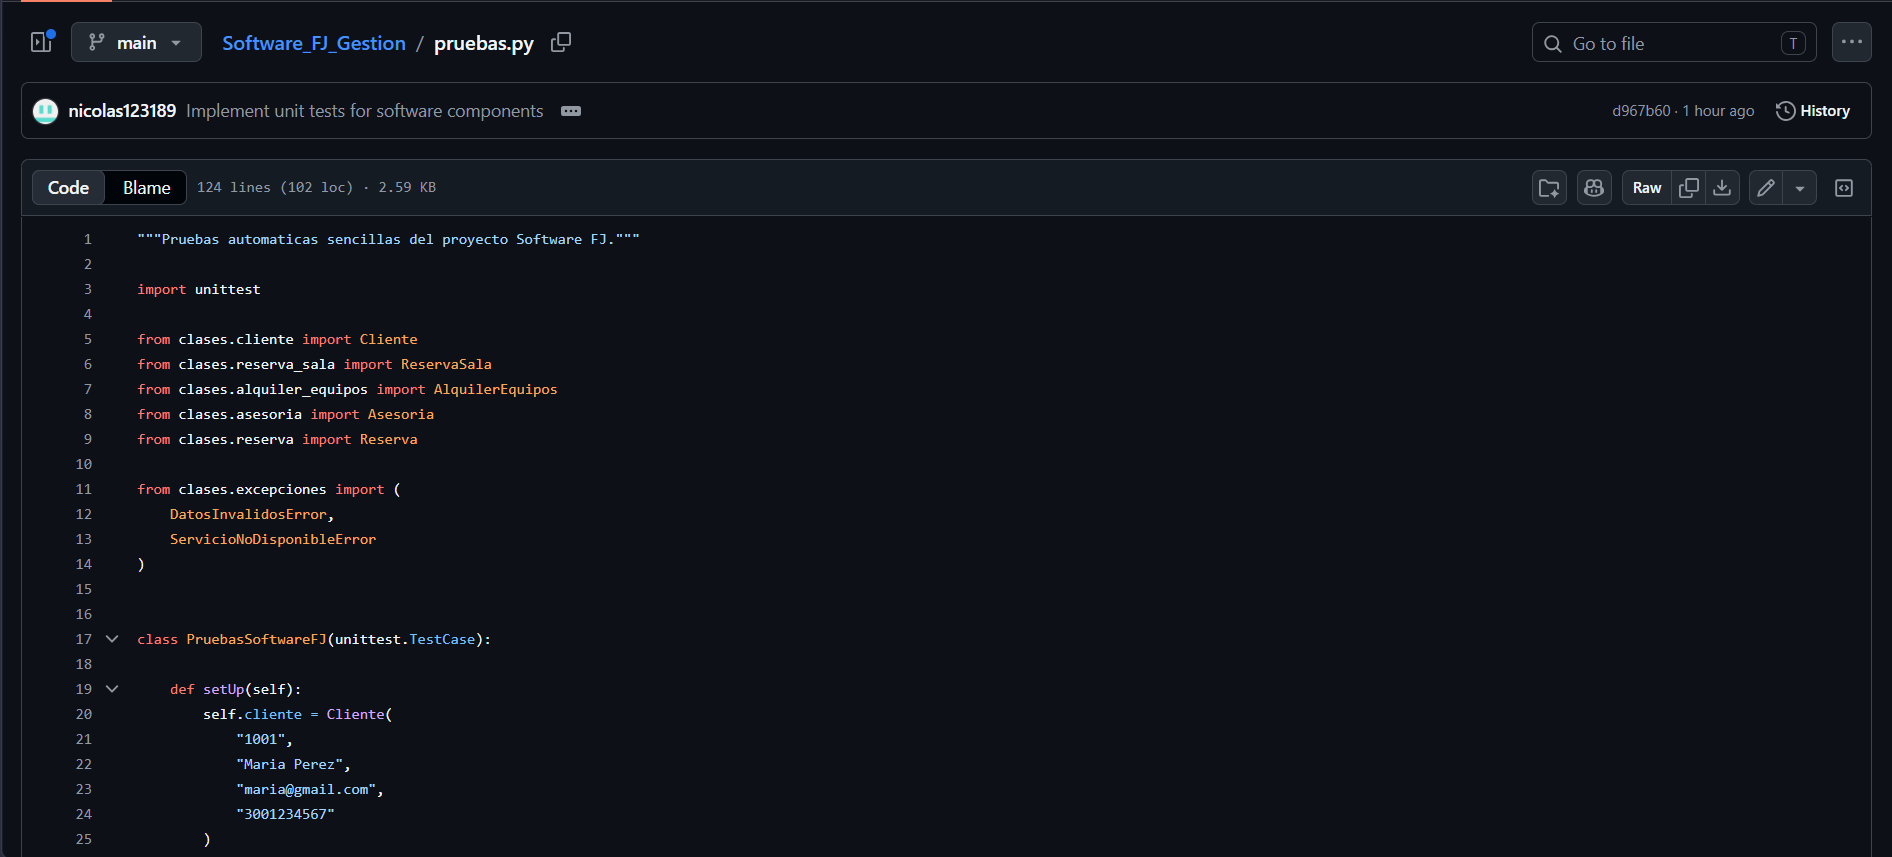 main
Software_FJ_Gestion / pruebas.py
Go to file T
nicolas123189 Implement unit tests for software components
d967b60 · 1 hour ago History
Code Blame 124 lines (102 loc) · 2.59 KB
Raw
1 """Pruebas automaticas sencillas del proyecto Software FJ."""
2
3 import unittest
4
5 from clases.cliente import Cliente
6 from clases.reserva_sala import ReservaSala
7 from clases.alquiler_equipos import AlquilerEquipos
8 from clases.asesoria import Asesoria
9 from clases.reserva import Reserva
10
11 from clases.excepciones import (
12     DatosInvalidosError,
13     ServicioNoDisponibleError
14 )
15
16
17 class PruebasSoftwareFJ(unittest.TestCase):
18
19     def setUp(self):
20         self.cliente = Cliente(
21             "1001",
22             "Maria Perez",
23             "maria@gmail.com",
24             "3001234567"
25         )